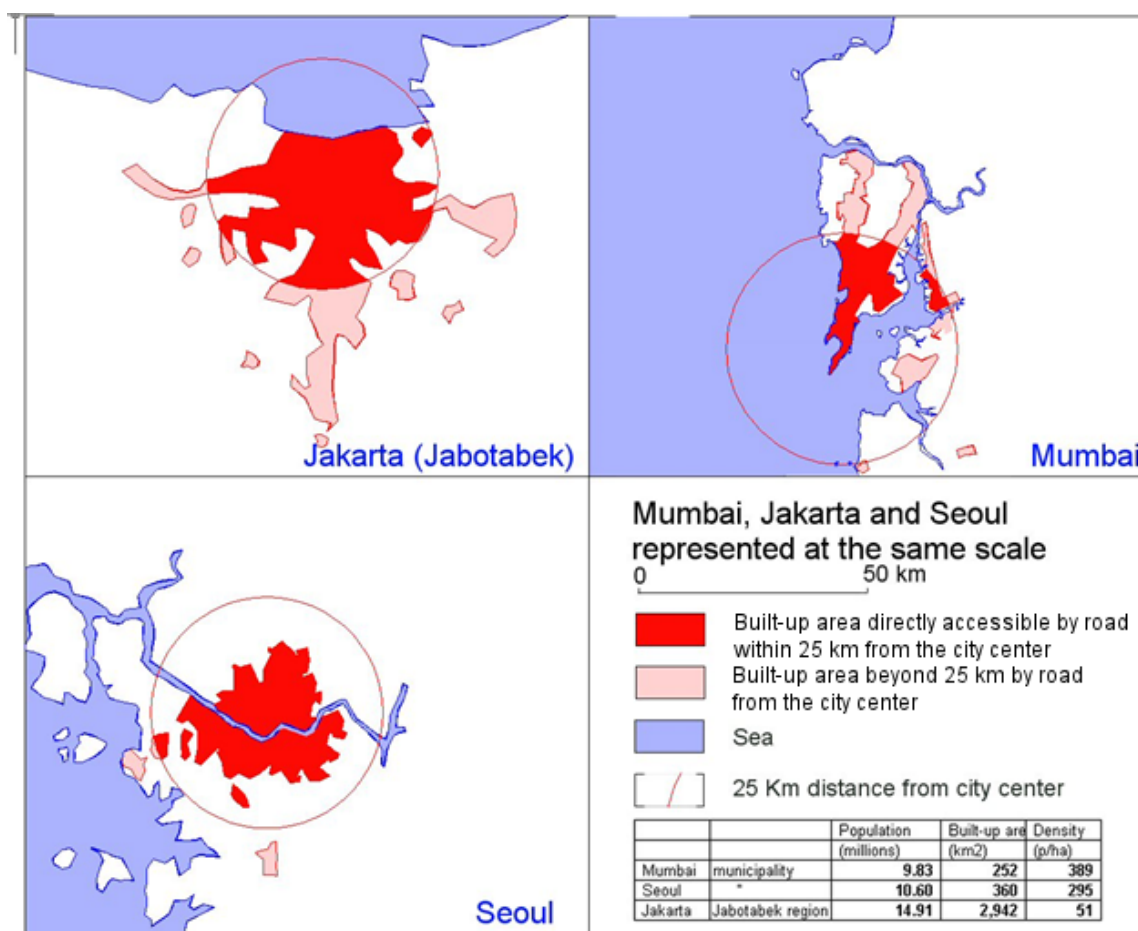 Jakarta (Jabotabek)
Mumbai
Seoul
Mumbai, Jakarta and Seoul
represented at the same scale
0 50 km
Built-up area directly accessible by road
within 25 km from the city center
Built-up area beyond 25 km by road
from the city center
Sea
25 Km distance from city center
Population Built-up are Density
(millions) (km2) (p/ha)
Mumbai municipality 9.83 252 389
Seoul " 10.60 360 295
Jakarta Jabotabek region 14.91 2,942 51